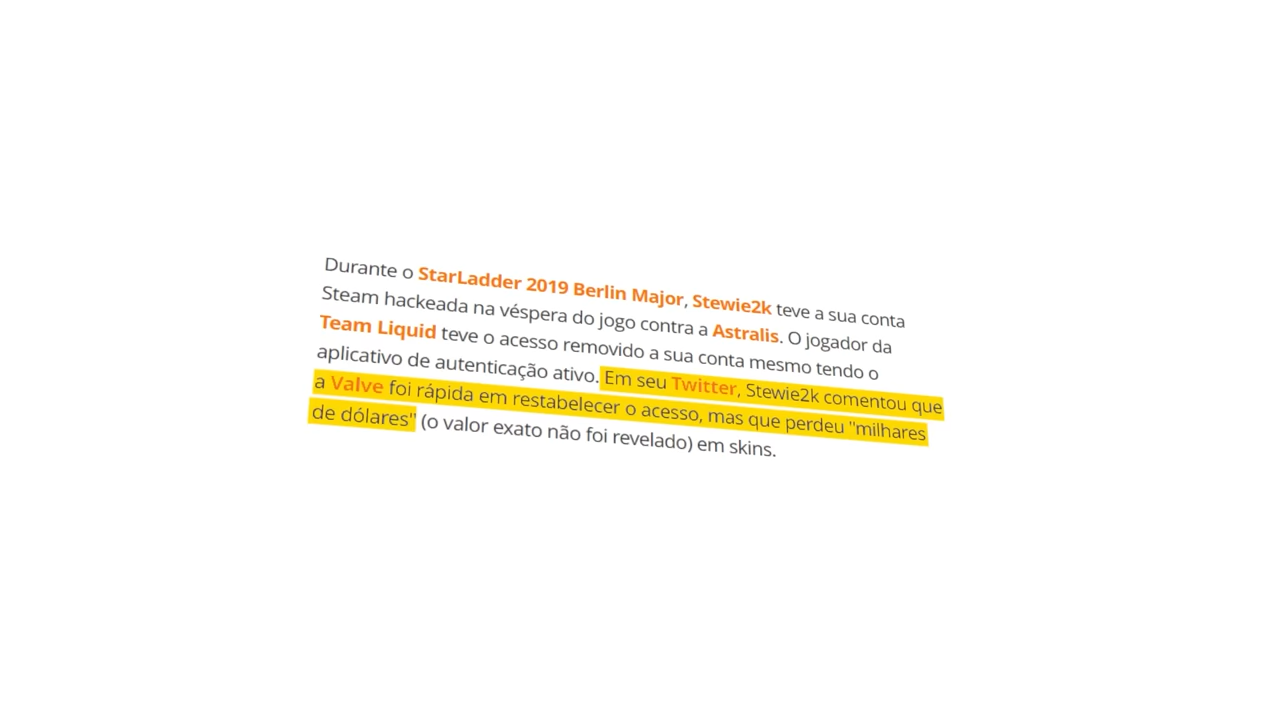 Durante o StarLadder 2019 Berlin Major, Stewie2k teve a sua conta
Steam hackeada na véspera do jogo contra a Astralis. O jogador da
Team Liquid teve o acesso removido a sua conta mesmo tendo o
aplicativo de autenticação ativo. Em seu Twitter, Stewie2k comentou que
a Valve foi rápida em restabelecer o acesso, mas que perdeu "milhares
de dólares" (o valor exato não foi revelado) em skins.